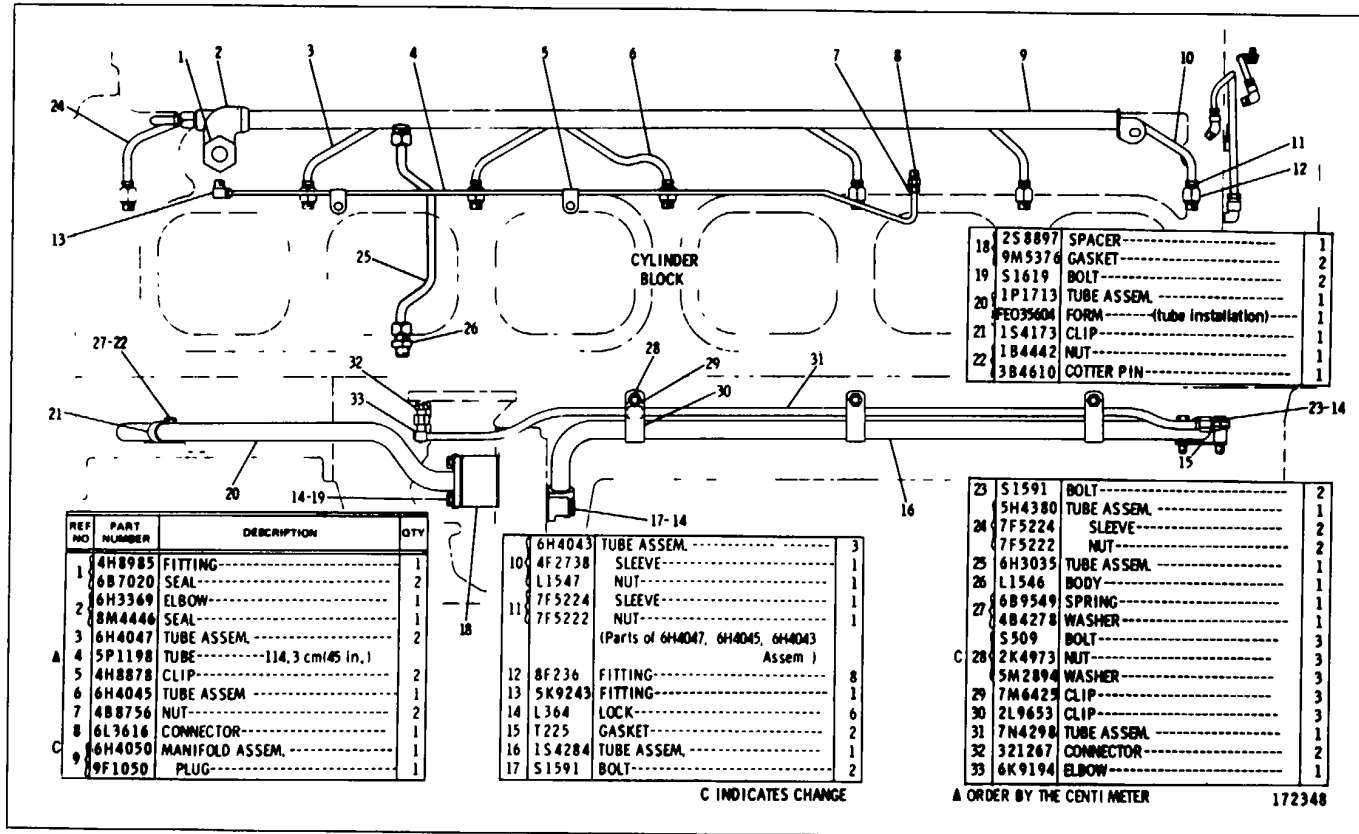 1
2
3
4
5
6
7
8
9
10
24
11
12
13
25
CYLINDER
BLOCK
26
27-22
32
33
28
29
30
31
23-14
21
15
20
14-19
18
17-14
16
18 2S8897 SPACER 1
9M5376 GASKET 2
19 S1619 BOLT 2
20 1P1713 TUBE ASSEM. 1
FE035604 FORM (tube installation) 1
21 1S4173 CLIP 1
22 1B4442 NUT 1
3B4610 COTTER PIN 1
REF NO PART NUMBER DESCRIPTION QTY
1 4H8985 FITTING 1
6B7020 SEAL 2
2 6H3369 ELBOW 1
8M4446 SEAL 1
3 6H4047 TUBE ASSEM. 2
▲ 4 5P1198 TUBE 114.3 cm(45 in.)
5 4H8878 CLIP 2
6 6H4045 TUBE ASSEM 1
7 4B8756 NUT 2
8 6L3616 CONNECTOR 1
C 9 6H4050 MANIFOLD ASSEM. 1
9F1050 PLUG 1
6H4043 TUBE ASSEM. 3
10 4F2738 SLEEVE 1
L1547 NUT 1
11 7F5224 SLEEVE 1
7F5222 NUT 1
(Parts of 6H4047, 6H4045, 6H4043
Assem )
12 8F236 FITTING 8
13 5K9243 FITTING 1
14 L364 LOCK 6
15 T225 GASKET 2
16 1S4284 TUBE ASSEM. 1
17 S1591 BOLT 2
C INDICATES CHANGE
23 S1591 BOLT 2
5H4380 TUBE ASSEM. 1
24 7F5224 SLEEVE 2
7F5222 NUT 2
25 6H3035 TUBE ASSEM. 1
26 L1546 BODY 1
27 6B9549 SPRING 1
4B4278 WASHER 1
S509 BOLT 3
C 28 2K4973 NUT 3
5M2894 WASHER 3
29 7M6425 CLIP 3
30 2L9653 CLIP 3
31 7N4298 TUBE ASSEM. 1
32 321267 CONNECTOR 2
33 6K9194 ELBOW 1
▲ ORDER BY THE CENTI METER
172348